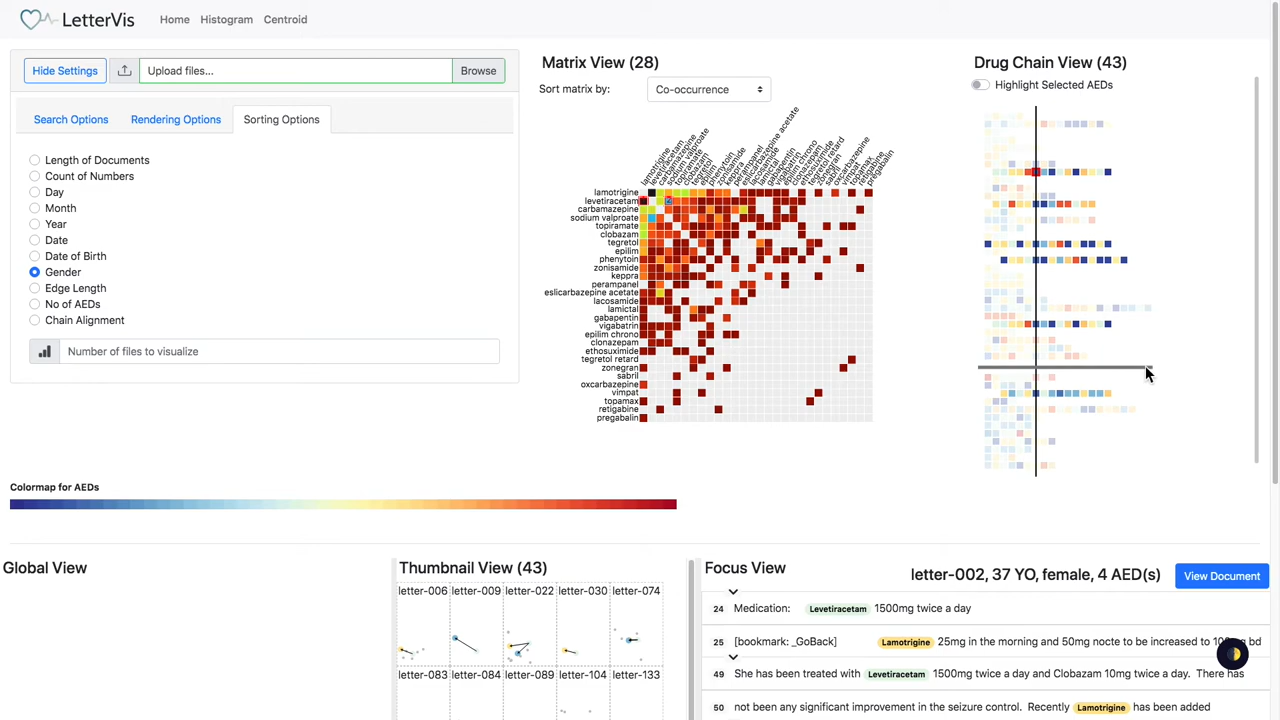 LetterVis
Home
Histogram
Centroid
Hide Settings
Upload files...
Browse
Search Options
Rendering Options
Sorting Options
Length of Documents
Count of Numbers
Day
Month
Year
Date
Date of Birth
Gender
Edge Length
No of AEDs
Chain Alignment
Number of files to visualize
Colormap for AEDs
Matrix View (28)
Sort matrix by:
Co-occurrence
lamotrigine
levetiracetam
carbamazepine
sodium valproate
topiramate
clobazam
tegretol
epilim
phenytoin
zonisamide
keppra
perampanel
eslicarbazepine acetate
lacosamide
lamictal
gabapentin
vigabatrin
epilim chrono
clonazepam
ethosuximide
tegretol retard
zonegran
sabril
oxcarbazepine
vimpat
topamax
retigabine
pregabalin
Drug Chain View (43)
Highlight Selected AEDs
Global View
Thumbnail View (43)
letter-006
letter-009
letter-022
letter-030
letter-074
letter-083
letter-084
letter-089
letter-104
letter-133
Focus View
letter-002, 37 YO, female, 4 AED(s)
View Document
24 Medication: Levetiracetam 1500mg twice a day
25 [bookmark: _GoBack] Lamotrigine 25mg in the morning and 50mg nocte to be increased to bd
49 She has been treated with Levetiracetam 1500mg twice a day and Clobazam 10mg twice a day. There has
50 not been any significant improvement in the seizure control. Recently Lamotrigine has been added